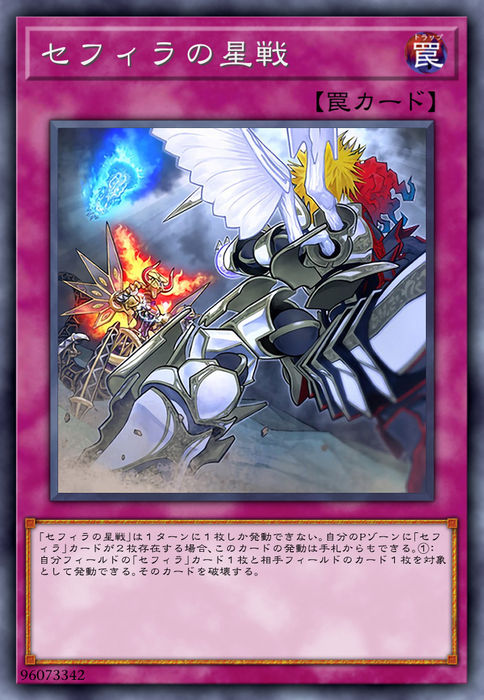 セフィラの星戦
トラップ
罠
【罠カード】
「セフィラの星戦」は１ターンに１枚しか発動できない。自分のPゾーンに「セフ
ィラ」カードが２枚存在する場合、このカードの発動は手札からもできる。①：
自分フィールドの「セフィラ」カード１枚と相手フィールドのカード１枚を対象
として発動できる。そのカードを破壊する。
96073342